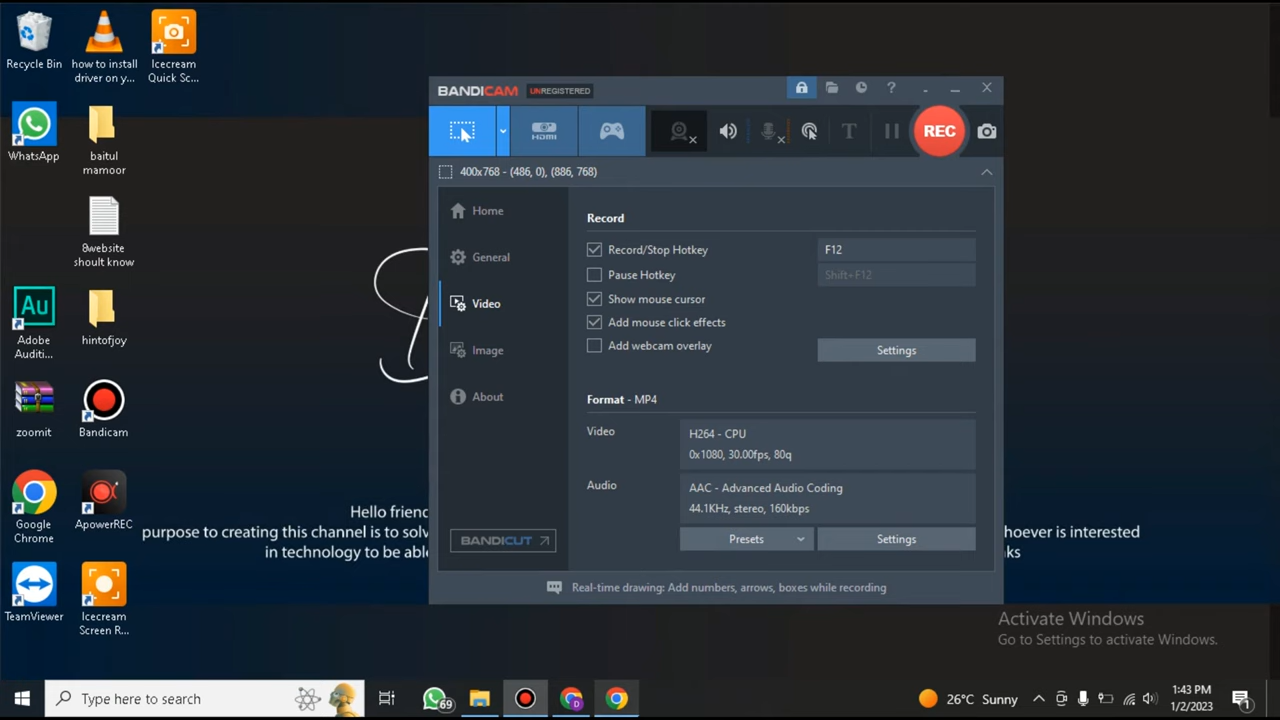 Recycle Bin
how to install
driver on y...
Icecream
Quick Sc...
WhatsApp
baitul
mamoor
8website
shoult know
Au
Adobe
Auditi...
hintofjoy
zoomit
Bandicam
Google
Chrome
ApowerREC
TeamViewer
Icecream
Screen R...
Hello friend
purpose to creating this channel is to solv
in technology to be able
hoever is interested
ks
BANDICAM UNREGISTERED
HDMI
T
REC
400x768 - (486, 0), (886, 768)
Home
General
Video
Image
About
BANDICUT
Record
Record/Stop Hotkey
F12
Pause Hotkey
Shift+F12
Show mouse cursor
Add mouse click effects
Add webcam overlay
Settings
Format - MP4
Video
H264 - CPU
0x1080, 30.00fps, 80q
Audio
AAC - Advanced Audio Coding
44.1KHz, stereo, 160kbps
Presets
Settings
Real-time drawing: Add numbers, arrows, boxes while recording
Activate Windows
Go to Settings to activate Windows.
Type here to search
69
D
26°C Sunny
1:43 PM
1/2/2023
1